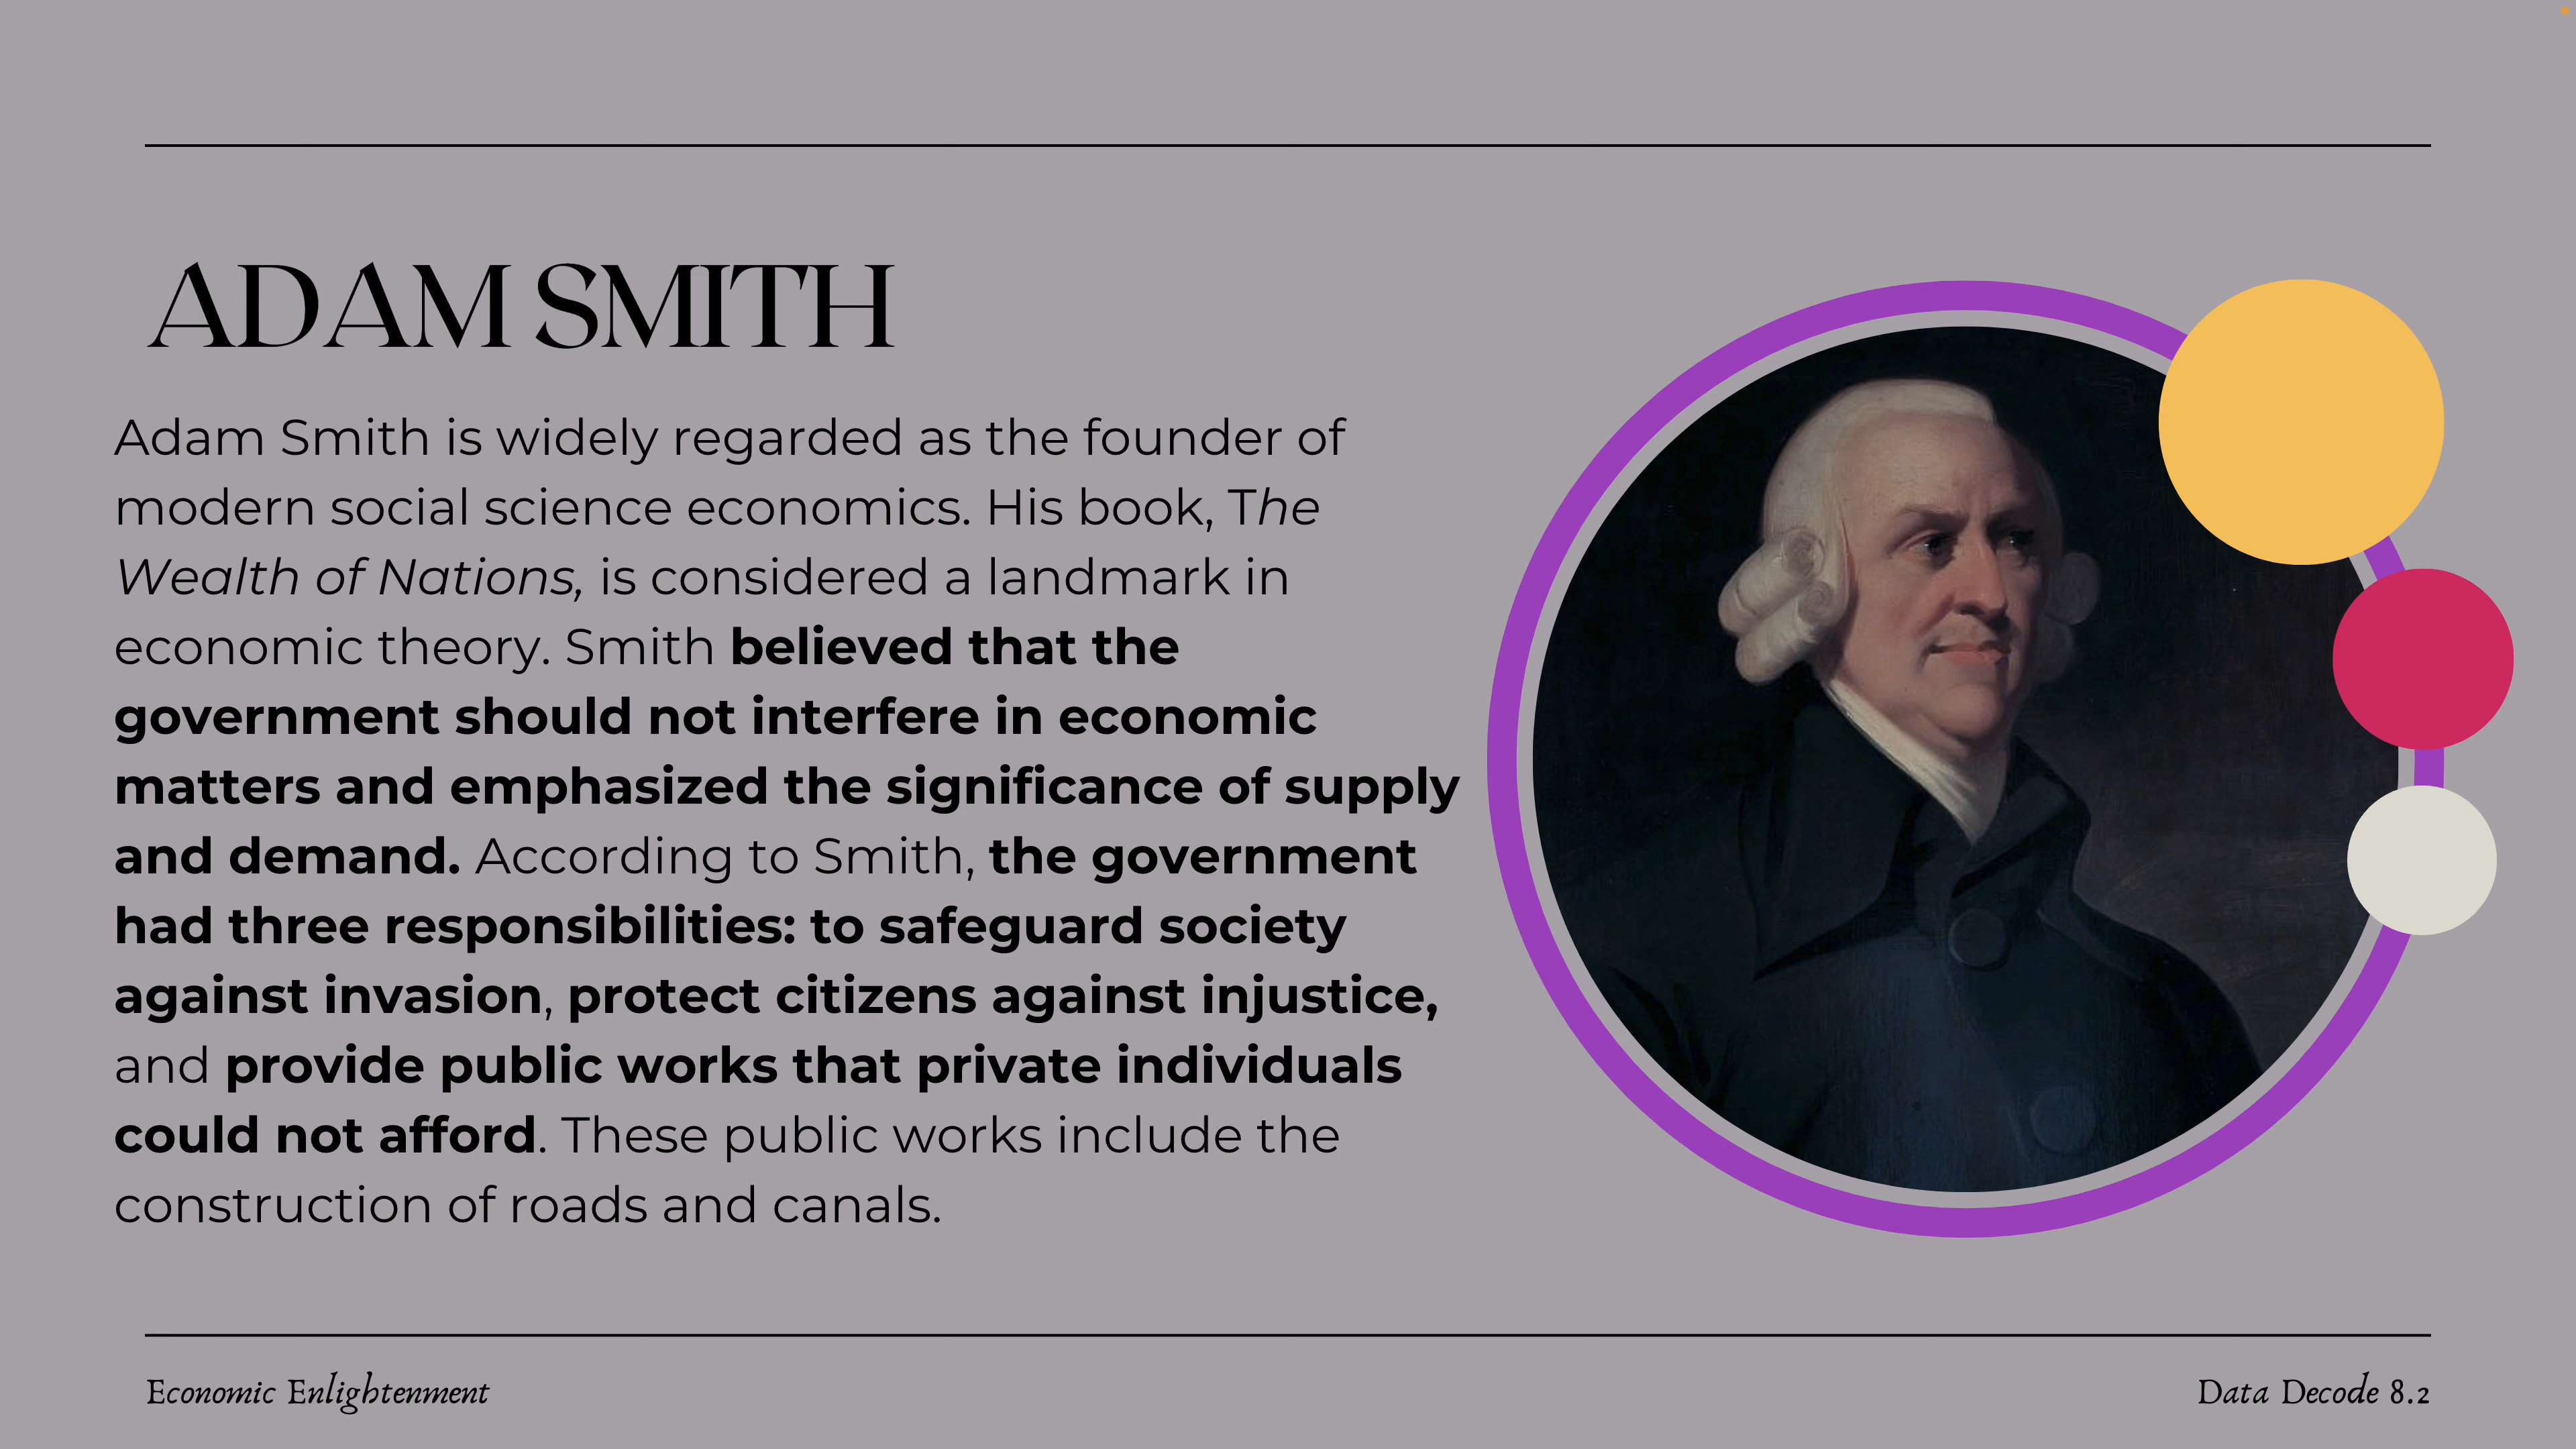 ADAM SMITH
Adam Smith is widely regarded as the founder of
modern social science economics. His book, The
Wealth of Nations, is considered a landmark in
economic theory. Smith believed that the
government should not interfere in economic
matters and emphasized the significance of supply
and demand. According to Smith, the government
had three responsibilities: to safeguard society
against invasion, protect citizens against injustice,
and provide public works that private individuals
could not afford. These public works include the
construction of roads and canals.
Economic Enlightenment
Data Decode 8.2